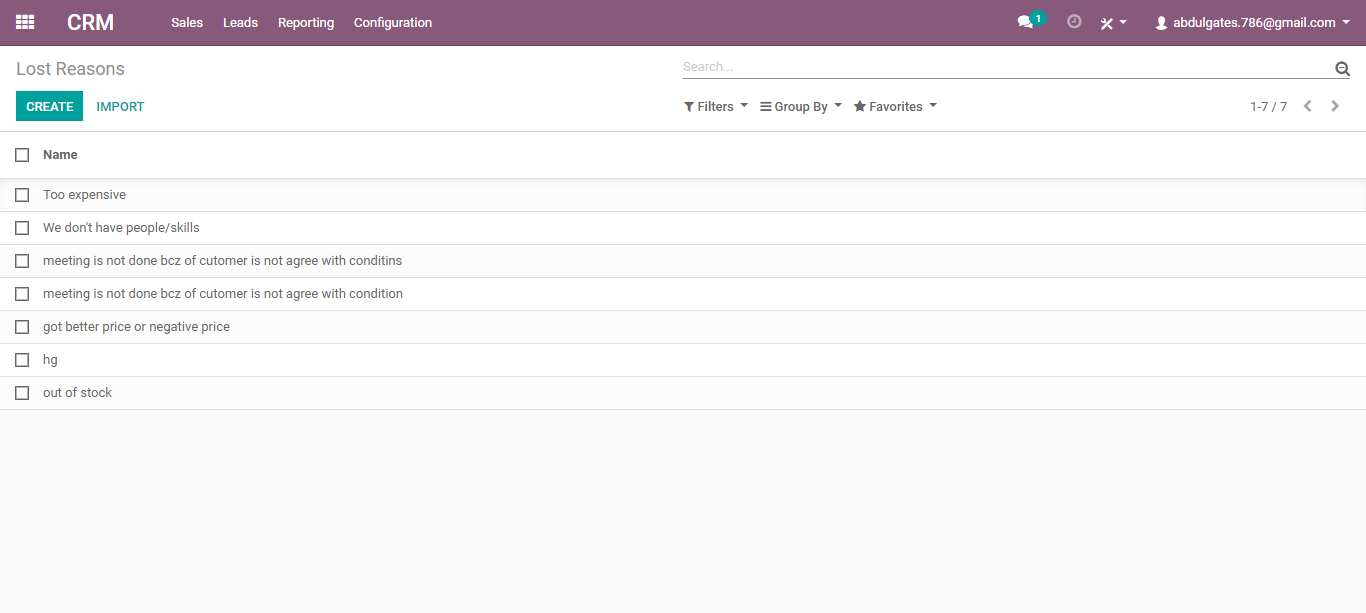 CRM Sales Leads Reporting Configuration 1 abdulgates.786@gmail.com
Lost Reasons Search...
CREATE IMPORT Filters Group By Favorites 1-7 / 7
Name
Too expensive
We don't have people/skills
meeting is not done bcz of cutomer is not agree with conditins
meeting is not done bcz of cutomer is not agree with condition
got better price or negative price
hg
out of stock